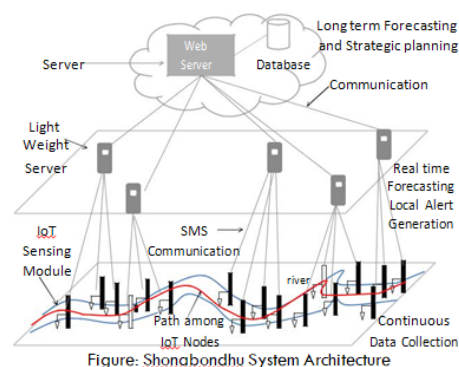 Long term Forecasting
and Strategic planning
Web
Server
Database
Server
Communication
Light
Weight
Server
Real time
Forecasting
Local Alert
Generation
IoT
Sensing
Module
SMS
Communication
river
Path among
IoT Nodes
Continuous
Data Collection
Figure: Shongbondhu System Architecture